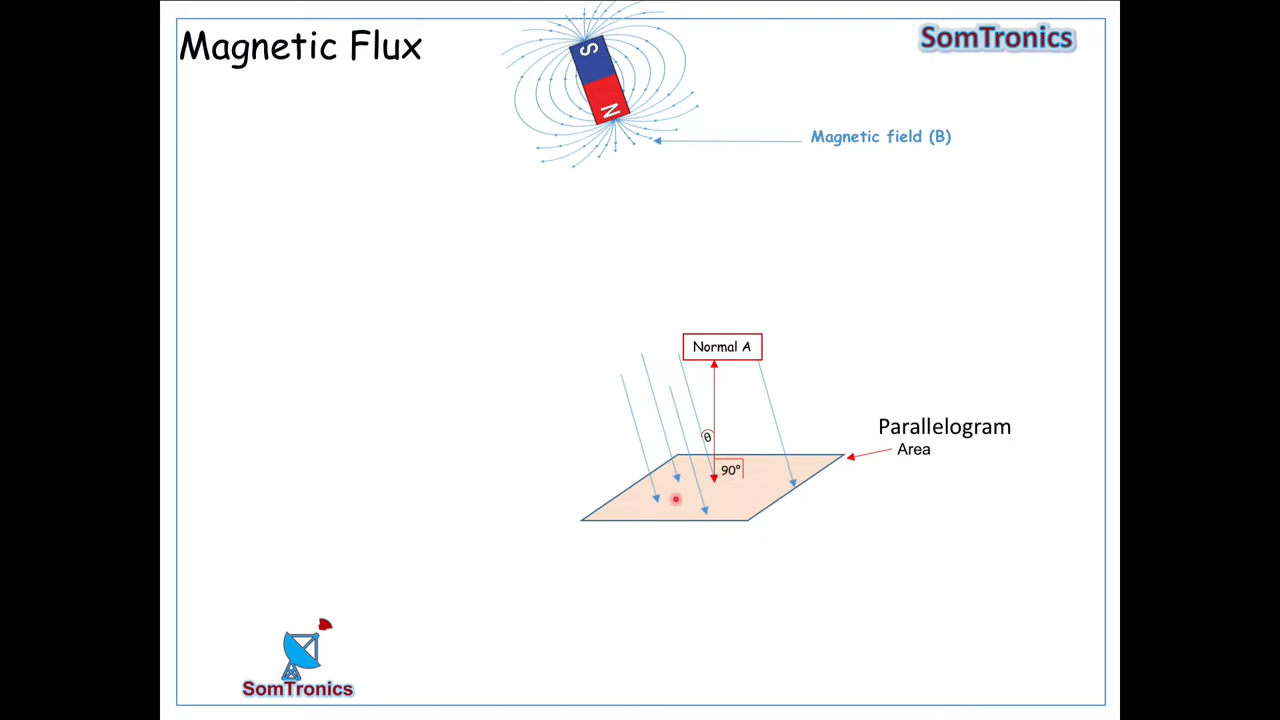 Magnetic Flux
SomTronics
S
N
Magnetic field (B)
Normal A
θ
90°
Parallelogram
Area
SomTronics